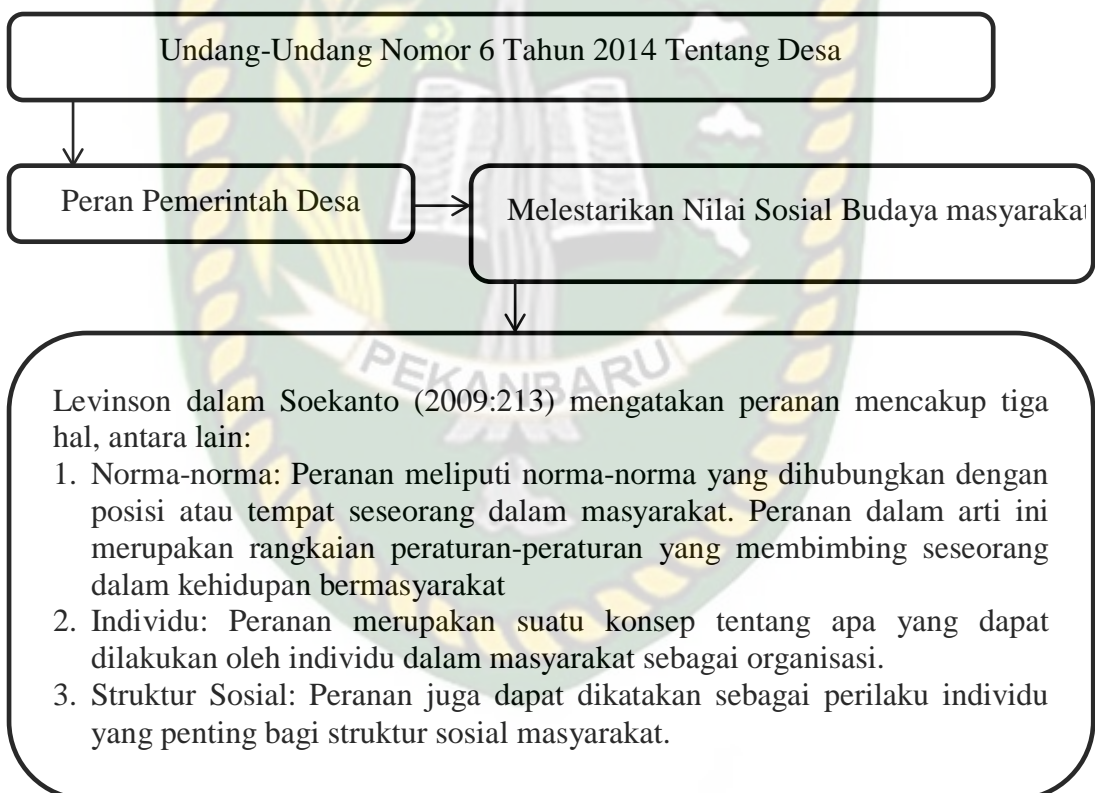 Undang-Undang Nomor 6 Tahun 2014 Tentang Desa
Peran Pemerintah Desa
Melestarikan Nilai Sosial Budaya masyarakat
PEKANBARU
Levinson dalam Soekanto (2009:213) mengatakan peranan mencakup tiga
hal, antara lain:
1. Norma-norma: Peranan meliputi norma-norma yang dihubungkan dengan
posisi atau tempat seseorang dalam masyarakat. Peranan dalam arti ini
merupakan rangkaian peraturan-peraturan yang membimbing seseorang
dalam kehidupan bermasyarakat
2. Individu: Peranan merupakan suatu konsep tentang apa yang dapat
dilakukan oleh individu dalam masyarakat sebagai organisasi.
3. Struktur Sosial: Peranan juga dapat dikatakan sebagai perilaku individu
yang penting bagi struktur sosial masyarakat.